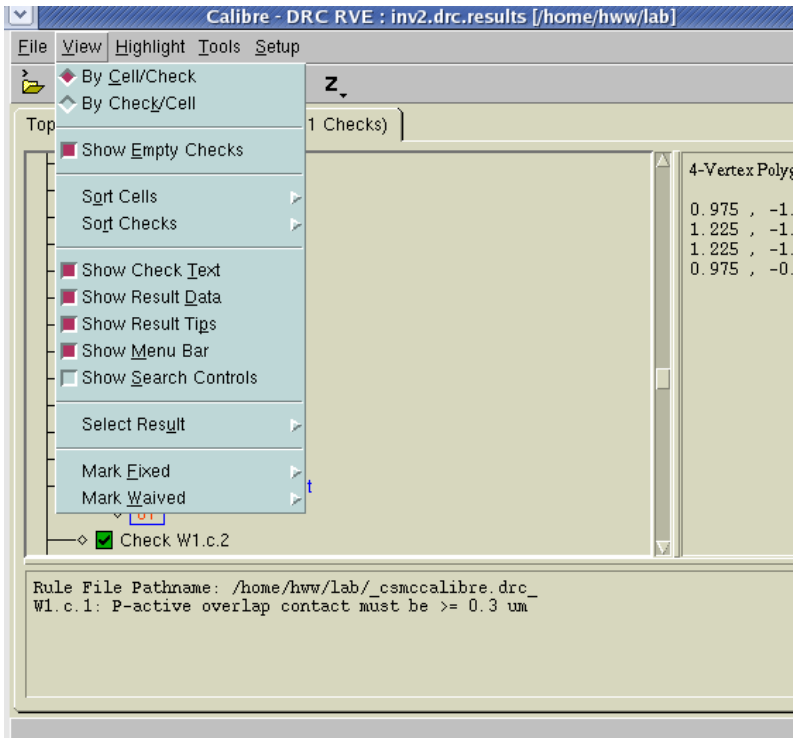 Calibre - DRC RVE : inv2.drc.results [/home/hww/lab]
File View Highlight Tools Setup
By Cell/Check
By Check/Cell
Z
Top
1 Checks)
Show Empty Checks
Sort Cells
Sort Checks
Show Check Text
Show Result Data
Show Result Tips
Show Menu Bar
Show Search Controls
Select Result
Mark Fixed
Mark Waived
t
01
Check W1.c.2
4-Vertex Polyg
0.975 , -1.
1.225 , -1.
1.225 , -1.
0.975 , -0.
Rule File Pathname: /home/hww/lab/_csmccalibre.drc_
W1.c.1: P-active overlap contact must be >= 0.3 um